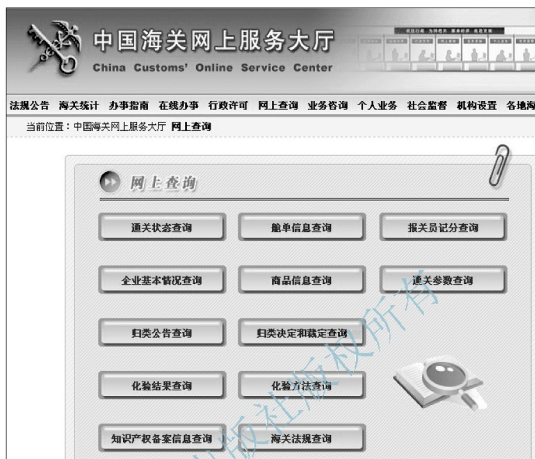 中国海关网上服务大厅
China Customs' Online Service Center
法规公告 海关统计 办事指南 在线办事 行政许可 网上查询 业务咨询 个人业务 社会监督 机构设置 各地海
当前位置：中国海关网上服务大厅 网上查询
网上查询
通关状态查询 舱单信息查询 报关员记分查询
企业基本情况查询 商品信息查询 通关参数查询
归类公告查询 归类决定和裁定查询
化验结果查询 化验方法查询
知识产权备案信息查询 海关法规查询
出版社版权所有